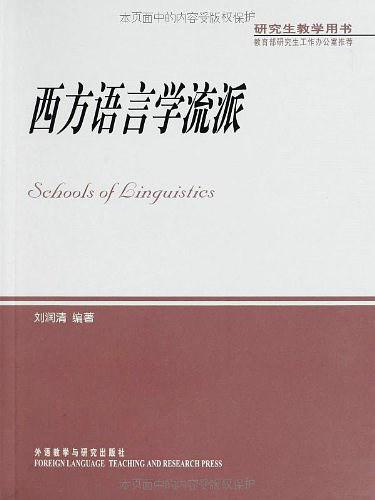 本页面中的内容受版权保护
研究生教学用书
教育部研究生工作办公室推荐
西方语言学流派
Schools of Linguistics
刘润清 编著
外语教学与研究出版社
FOREIGN LANGUAGE TEACHING AND RESEARCH PRESS
本页面中的内容受版权保护